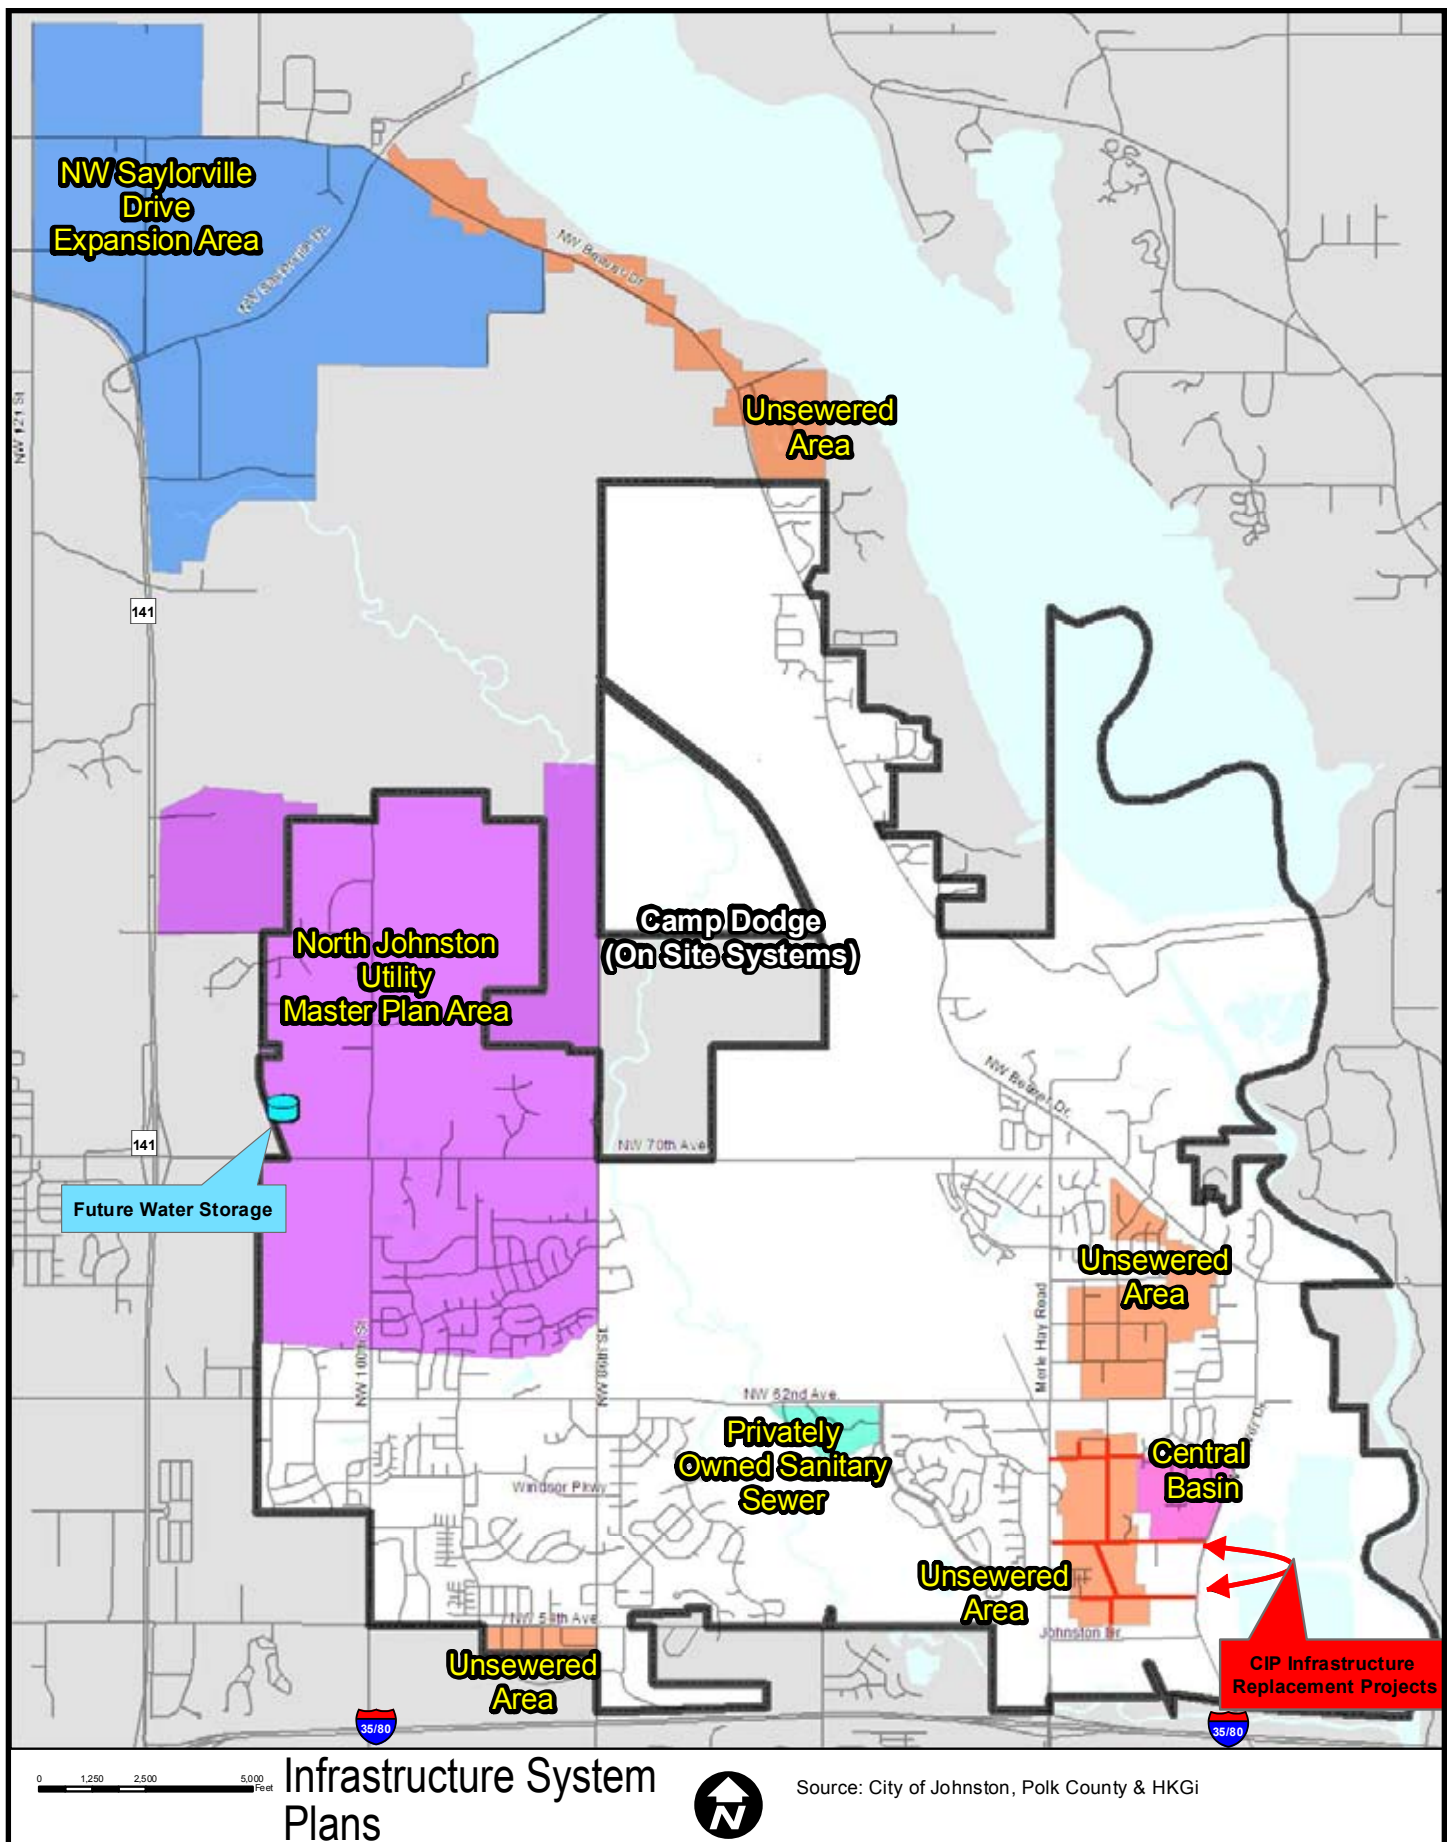 NW Saylorville
Drive
Expansion Area
NW Saylorville Dr.
NW Beaver Dr.
NW 121 St
Unsewered
Area
141
Camp Dodge
(On Site Systems)
North Johnston
Utility
Master Plan Area
NW Beaver Dr.
141
NW 70th Ave.
Future Water Storage
Unsewered
Area
Merle Hay Road
NW 100th St
NW 86th St
NW 62nd Ave.
Privately
Owned Sanitary
Sewer
Central
Basin
Windsor Pkwy
Unsewered
Area
NW 54th Ave.
Johnston Dr.
Unsewered
Area
CIP Infrastructure
Replacement Projects
35/80
35/80
0 1,250 2,500 5,000
Feet
Infrastructure System
Plans
N
Source: City of Johnston, Polk County & HKGi